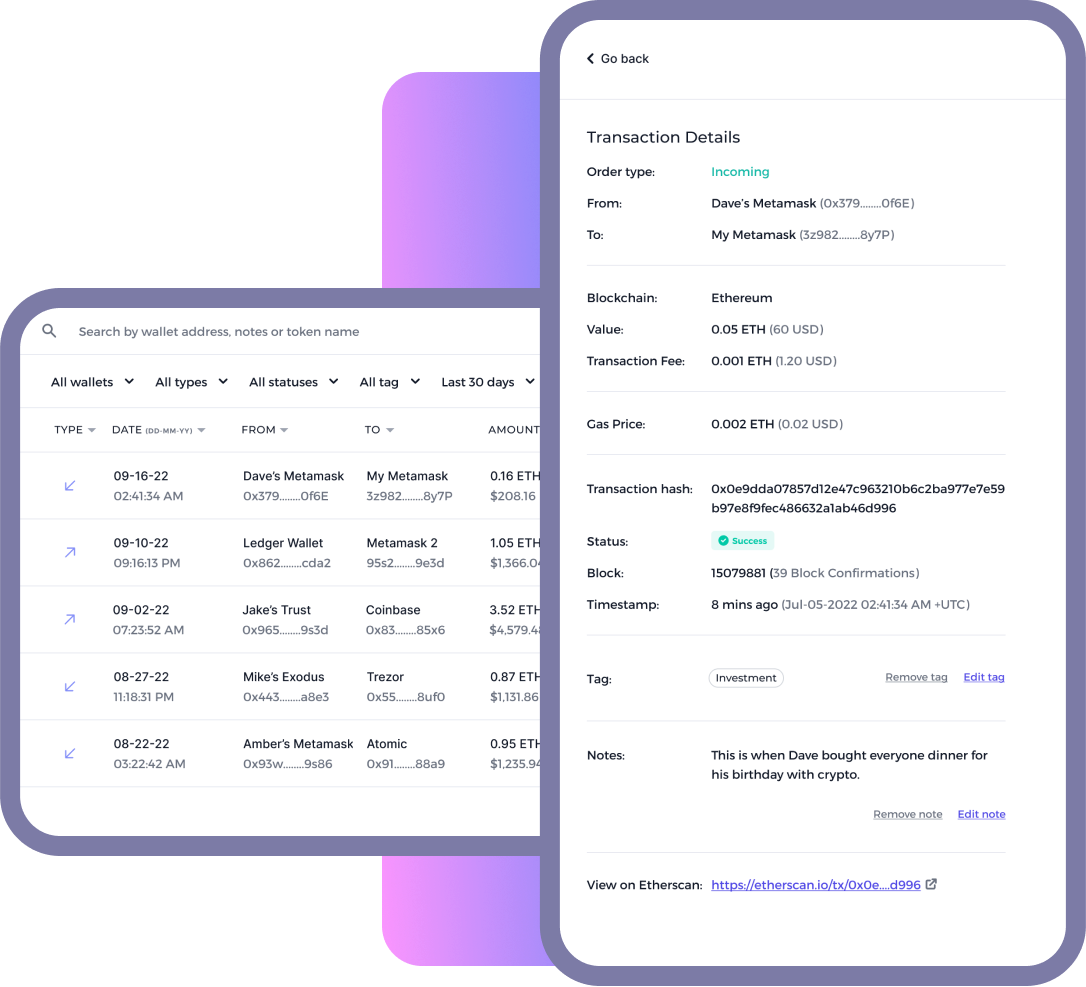 Go back
Transaction Details
Order type: Incoming
From: Dave's Metamask (0x379........0f6E)
To: My Metamask (3z982........8y7P)
Blockchain: Ethereum
Value: 0.05 ETH (60 USD)
Transaction Fee: 0.001 ETH (1.20 USD)
Gas Price: 0.002 ETH (0.02 USD)
Transaction hash: 0x0e9dda07857d12e47c963210b6c2ba977e7e59
b97e8f9fec486632a1ab46d996
Status: Success
Block: 15079881 (39 Block Confirmations)
Timestamp: 8 mins ago (Jul-05-2022 02:41:34 AM +UTC)
Tag: Investment Remove tag Edit tag
Notes: This is when Dave bought everyone dinner for
his birthday with crypto.
Remove note Edit note
View on Etherscan: https://etherscan.io/tx/0x0e....d996
Search by wallet address, notes or token name
All wallets All types All statuses All tag Last 30 days
TYPE DATE (DD-MM-YY) FROM TO AMOUNT
09-16-22 Dave's Metamask My Metamask 0.16 ETH
02:41:34 AM 0x379........0f6E 3z982........8y7P $208.16
09-10-22 Ledger Wallet Metamask 2 1.05 ETH
09:16:13 PM 0x862........cda2 95s2........9e3d $1,366.04
09-02-22 Jake's Trust Coinbase 3.52 ETH
07:23:52 AM 0x965........9s3d 0x83........85x6 $4,579.48
08-27-22 Mike's Exodus Trezor 0.87 ETH
11:18:31 PM 0x443........a8e3 0x55........8uf0 $1,131.86
08-22-22 Amber's Metamask Atomic 0.95 ETH
03:22:42 AM 0x93w........9s86 0x91........88a9 $1,235.94